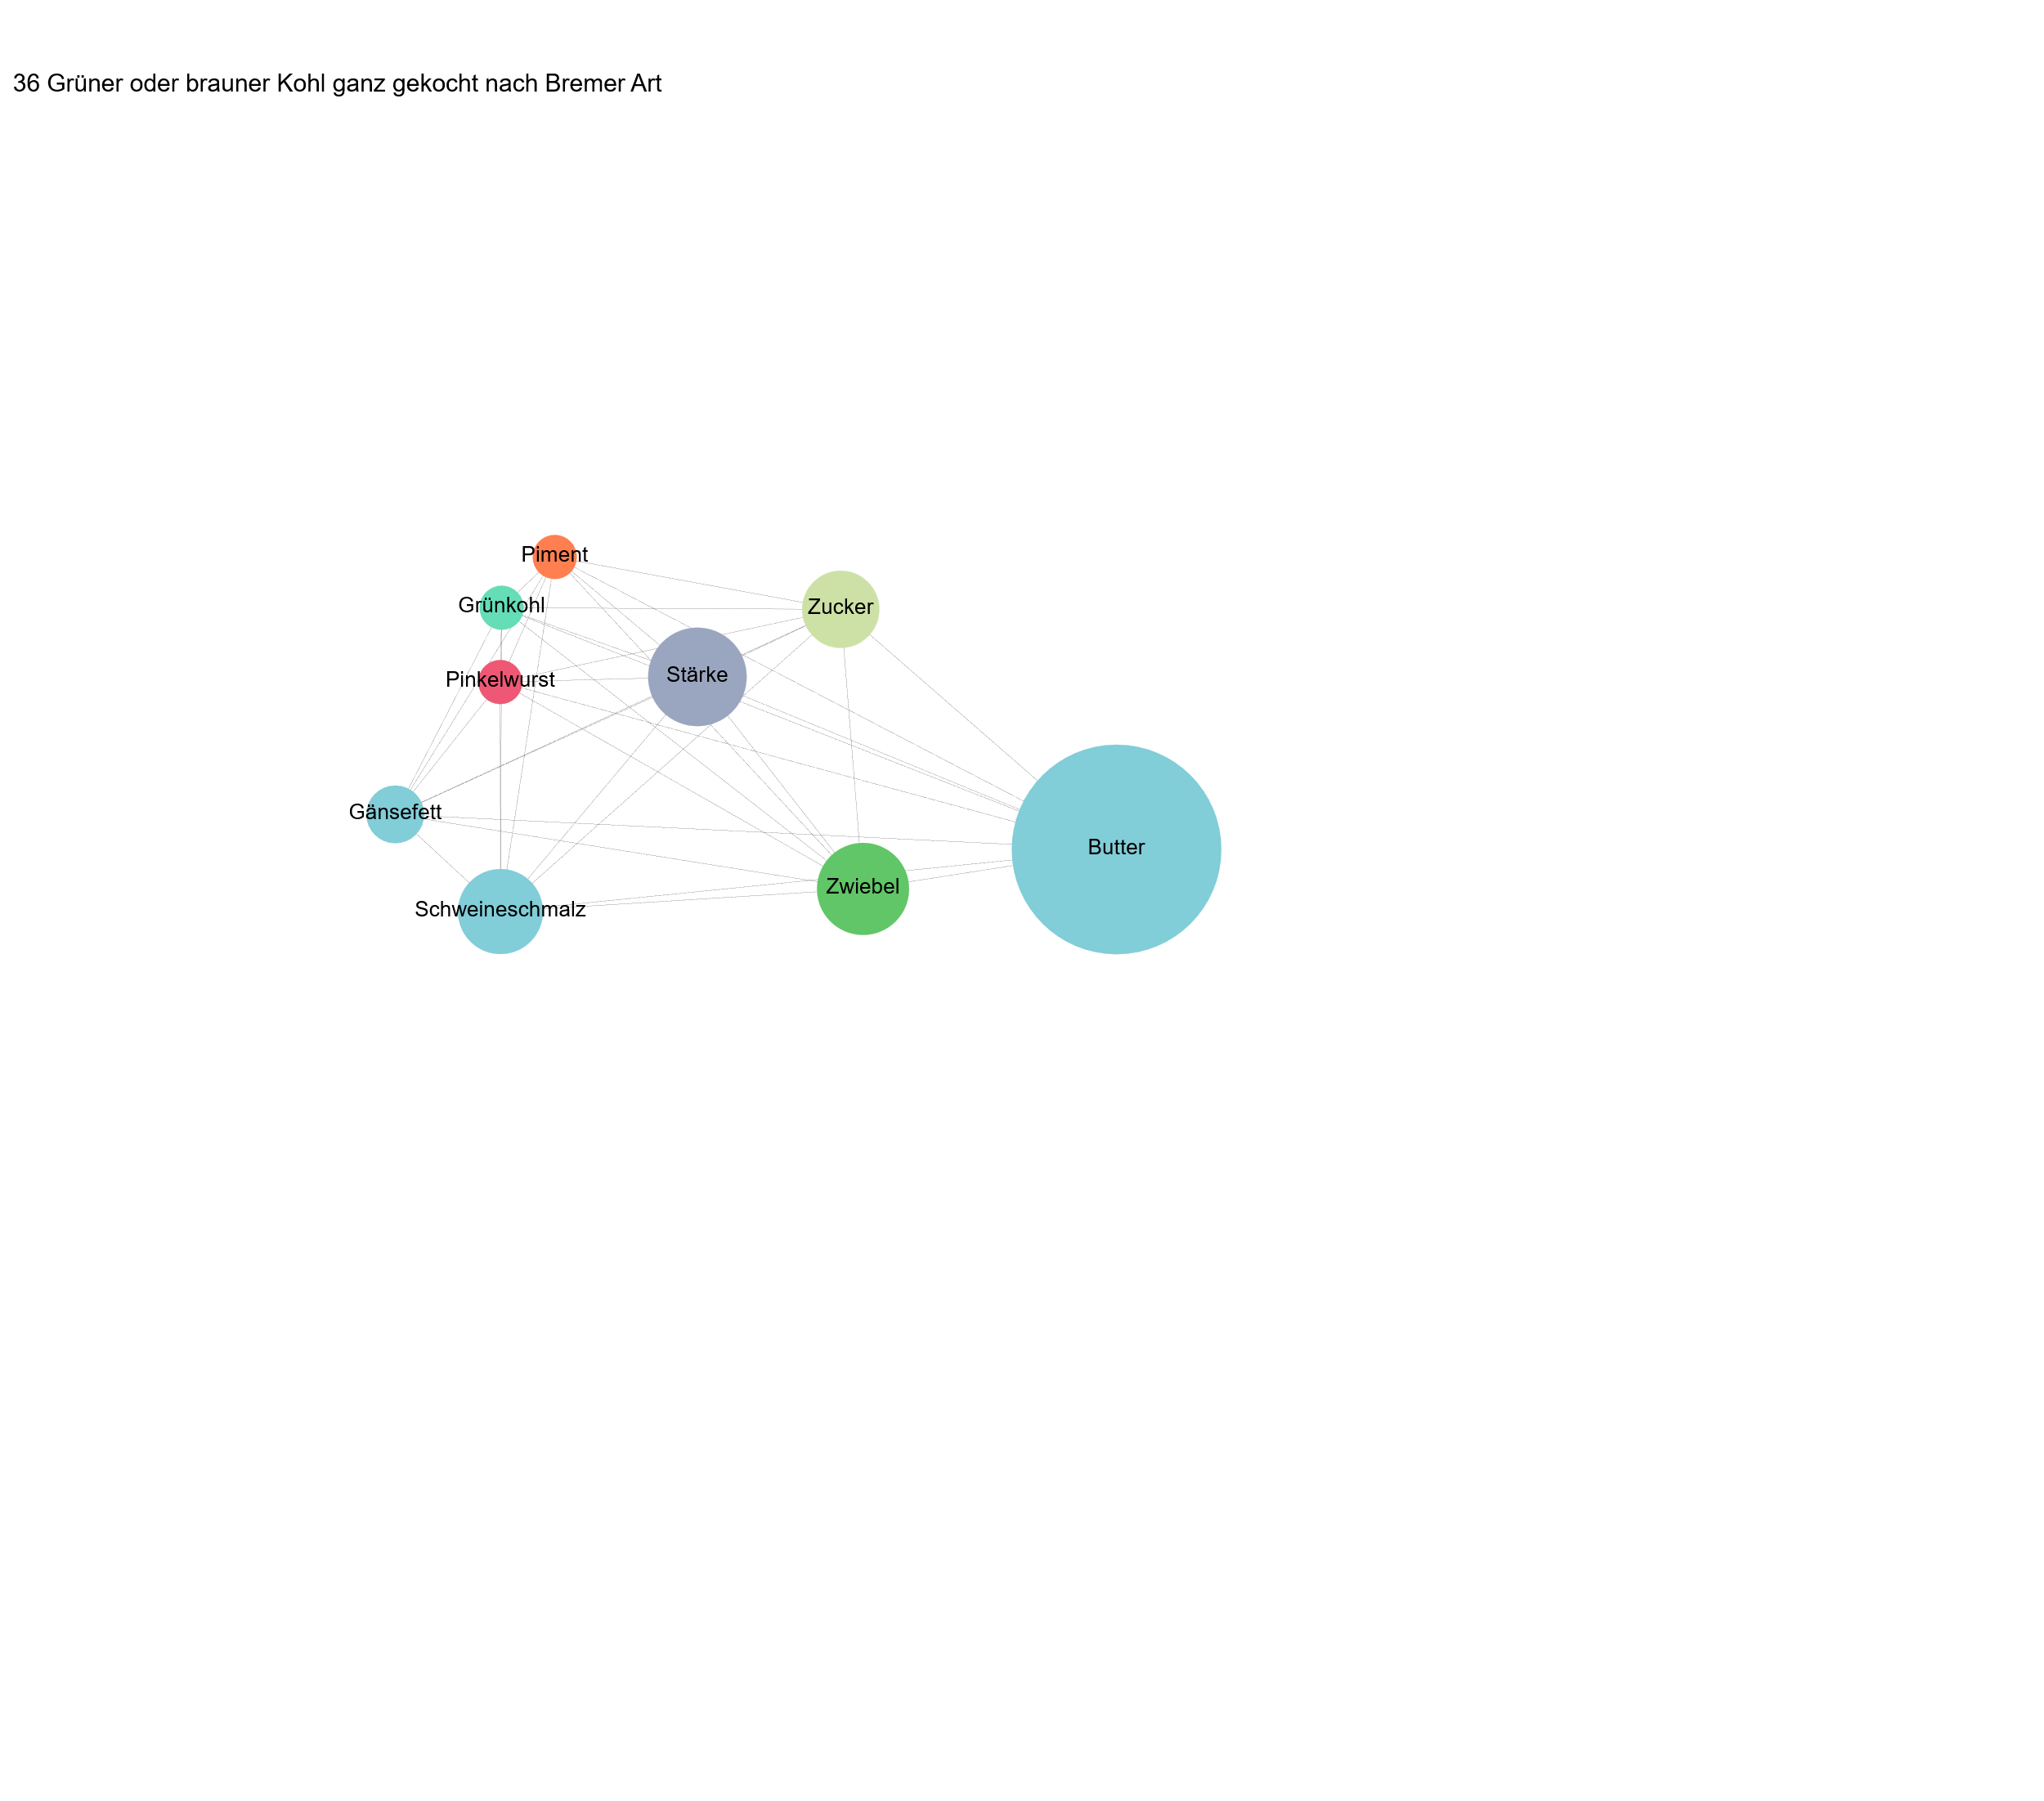 36 Grüner oder brauner Kohl ganz gekocht nach Bremer Art
Piment
Grünkohl
Zucker
Stärke
Pinkelwurst
Gänsefett
Butter
Zwiebel
Schweineschmalz